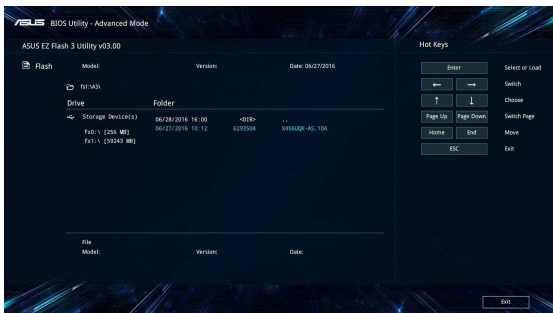 ASUS BIOS Utility - Advanced Mode
ASUS EZ Flash 3 Utility v03.00
Hot Keys
Flash
Model: Version: Date: 06/27/2016
fs1:\AS\
Drive Folder
Storage Device(s)
fs0:\ [256 MB]
fs1:\ [59243 MB]
06/28/2016 16:00 <DIR> ..
06/27/2016 10:12 6293504 X456UQK-AS.104
File
Model: Version: Date:
Enter Select or Load
← → Switch
↑ ↓ Choose
Page Up Page Down Switch Page
Home End Move
ESC Exit
Exit